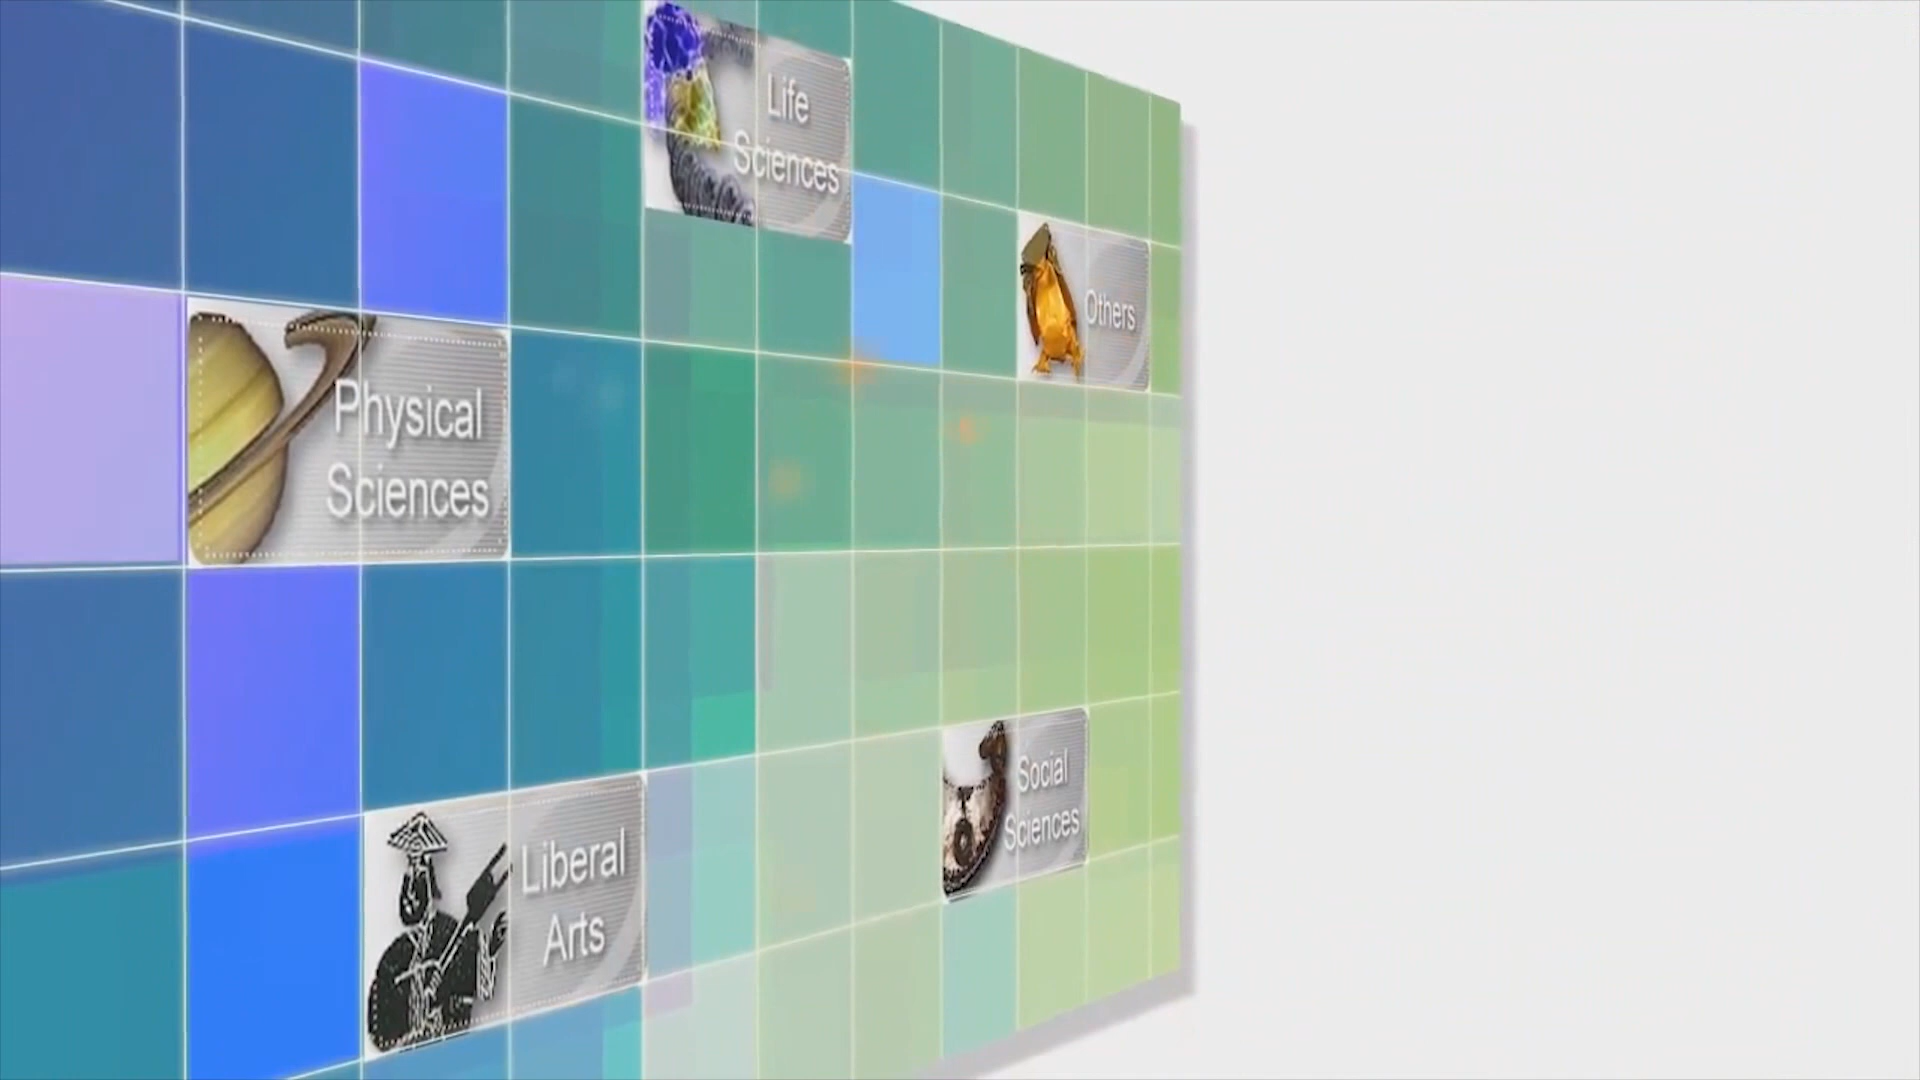 Life
Sciences
Others
Physical
Sciences
Social
Sciences
Liberal
Arts